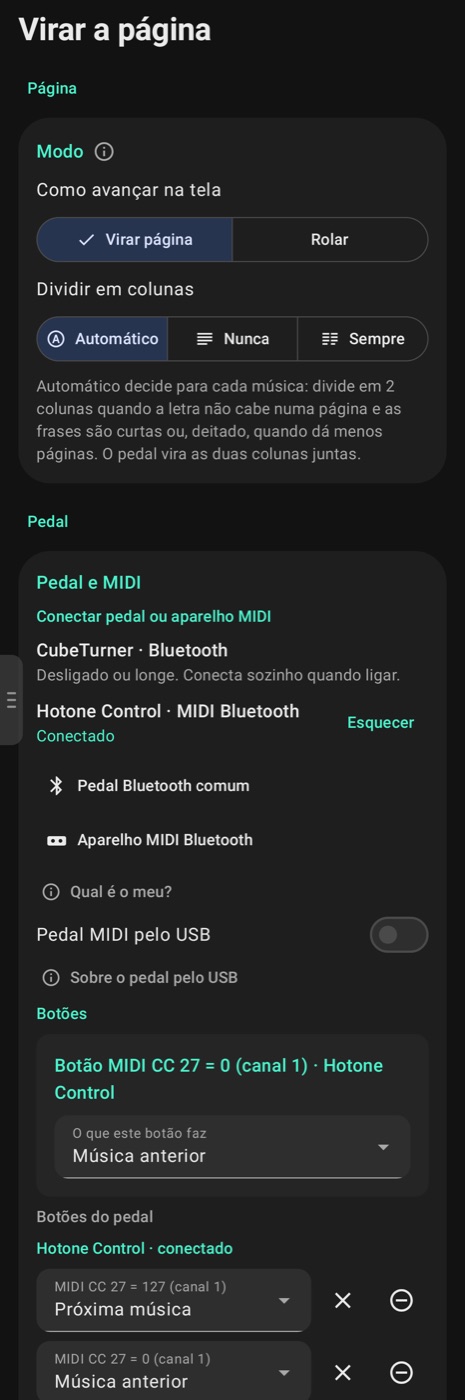 Virar a página
Página
Modo
Como avançar na tela
Virar página
Rolar
Dividir em colunas
Automático
Nunca
Sempre
Automático decide para cada música: divide em 2
colunas quando a letra não cabe numa página e as
frases são curtas ou, deitado, quando dá menos
páginas. O pedal vira as duas colunas juntas.
Pedal
Pedal e MIDI
Conectar pedal ou aparelho MIDI
CubeTurner · Bluetooth
Desligado ou longe. Conecta sozinho quando ligar.
Hotone Control · MIDI Bluetooth
Conectado
Esquecer
Pedal Bluetooth comum
Aparelho MIDI Bluetooth
Qual é o meu?
Pedal MIDI pelo USB
Sobre o pedal pelo USB
Botões
Botão MIDI CC 27 = 0 (canal 1) · Hotone
Control
O que este botão faz
Música anterior
Botões do pedal
Hotone Control · conectado
MIDI CC 27 = 127 (canal 1)
Próxima música
MIDI CC 27 = 0 (canal 1)
Música anterior